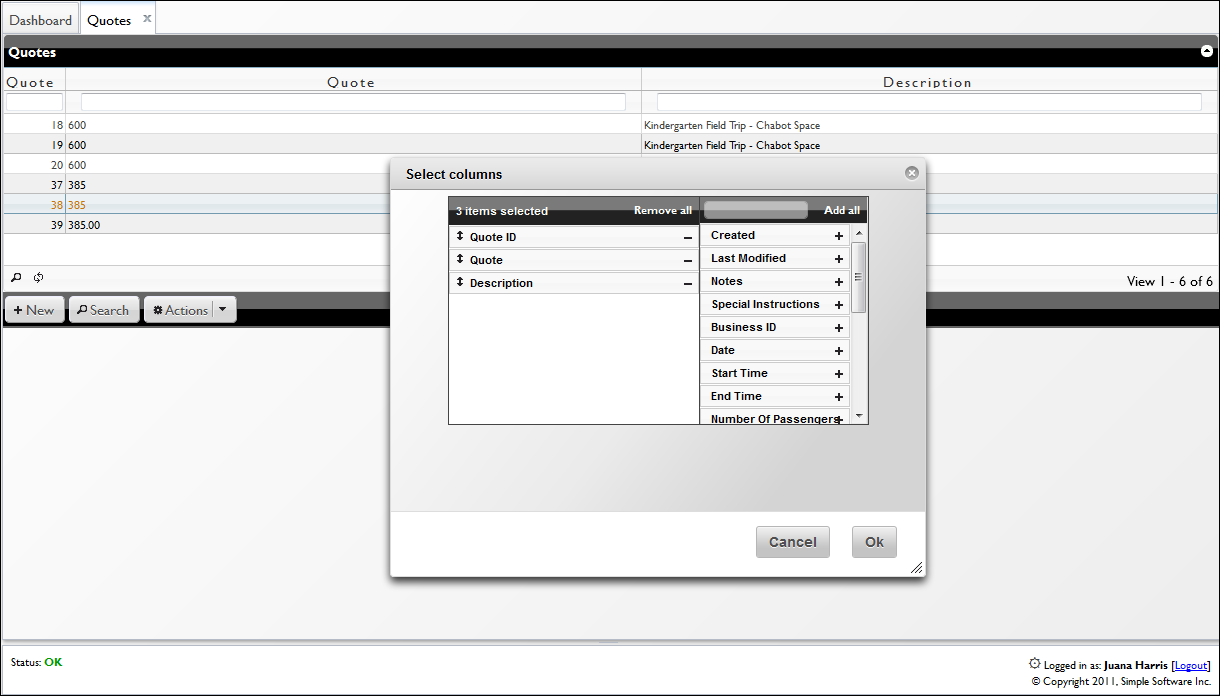 Dashboard Quotes
Quotes
Quote Quote Description
18 600 Kindergarten Field Trip - Chabot Space
19 600 Kindergarten Field Trip - Chabot Space
20 600
37 385
38 385
39 385.00
View 1 - 6 of 6
New Search Actions
Select columns
3 items selected Remove all Add all
Quote ID
Quote
Description
Created
Last Modified
Notes
Special Instructions
Business ID
Date
Start Time
End Time
Number Of Passengers
Cancel Ok
Status: OK
Logged in as: Juana Harris [Logout]
© Copyright 2011, Simple Software Inc.